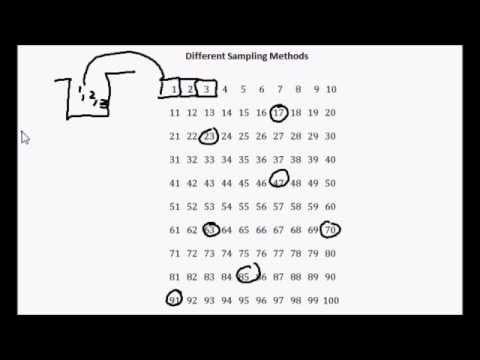 Different Sampling Methods
1 2 3 4 5 6 7 8 9 10
1, 2, 3
11 12 13 14 15 16 17 18 19 20
21 22 23 24 25 26 27 28 29 30
31 32 33 34 35 36 37 38 39 40
41 42 43 44 45 46 47 48 49 50
51 52 53 54 55 56 57 58 59 60
61 62 63 64 65 66 67 68 69 70
71 72 73 74 75 76 77 78 79 80
81 82 83 84 85 86 87 88 89 90
91 92 93 94 95 96 97 98 99 100